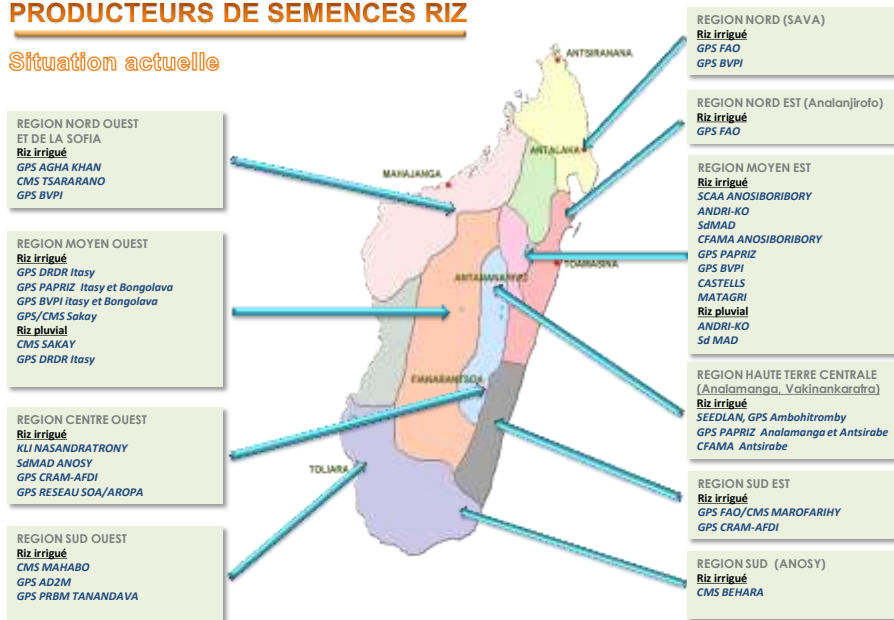 PRODUCTEURS DE SEMENCES RIZ
Situation actuelle
REGION NORD OUEST
ET DE LA SOFIA
Riz irrigué
GPS AGHA KHAN
CMS TSARARANO
GPS BVPI
REGION MOYEN OUEST
Riz irrigué
GPS DRDR Itasy
GPS PAPRIZ Itasy et Bongolava
GPS BVPI itasy et Bongolava
GPS/CMS Sakay
Riz pluvial
CMS SAKAY
GPS DRDR Itasy
REGION CENTRE OUEST
Riz irrigué
KLI NASANDRATRONY
SdMAD ANOSY
GPS CRAM-AFDI
GPS RESEAU SOA/AROPA
REGION SUD OUEST
Riz irrigué
CMS MAHABO
GPS AD2M
GPS PRBM TANANDAVA
ANTSIRANANA
ANTALAHA
MAHAJANGA
TOAMASINA
ANTANANARIVO
FIANARANTSOA
TOLIARA
REGION NORD (SAVA)
Riz irrigué
GPS FAO
GPS BVPI
REGION NORD EST (Analanjirofo)
Riz irrigué
GPS FAO
REGION MOYEN EST
Riz irrigué
SCAA ANOSIBORIBORY
ANDRI-KO
SdMAD
CFAMA ANOSIBORIBORY
GPS PAPRIZ
GPS BVPI
CASTELLS
MATAGRI
Riz pluvial
ANDRI-KO
Sd MAD
REGION HAUTE TERRE CENTRALE
(Analamanga, Vakinankaratra)
Riz irrigué
SEEDLAN, GPS Ambohitromby
GPS PAPRIZ Analamanga et Antsirabe
CFAMA Antsirabe
REGION SUD EST
Riz irrigué
GPS FAO/CMS MAROFARIHY
GPS CRAM-AFDI
REGION SUD (ANOSY)
Riz irrigué
CMS BEHARA